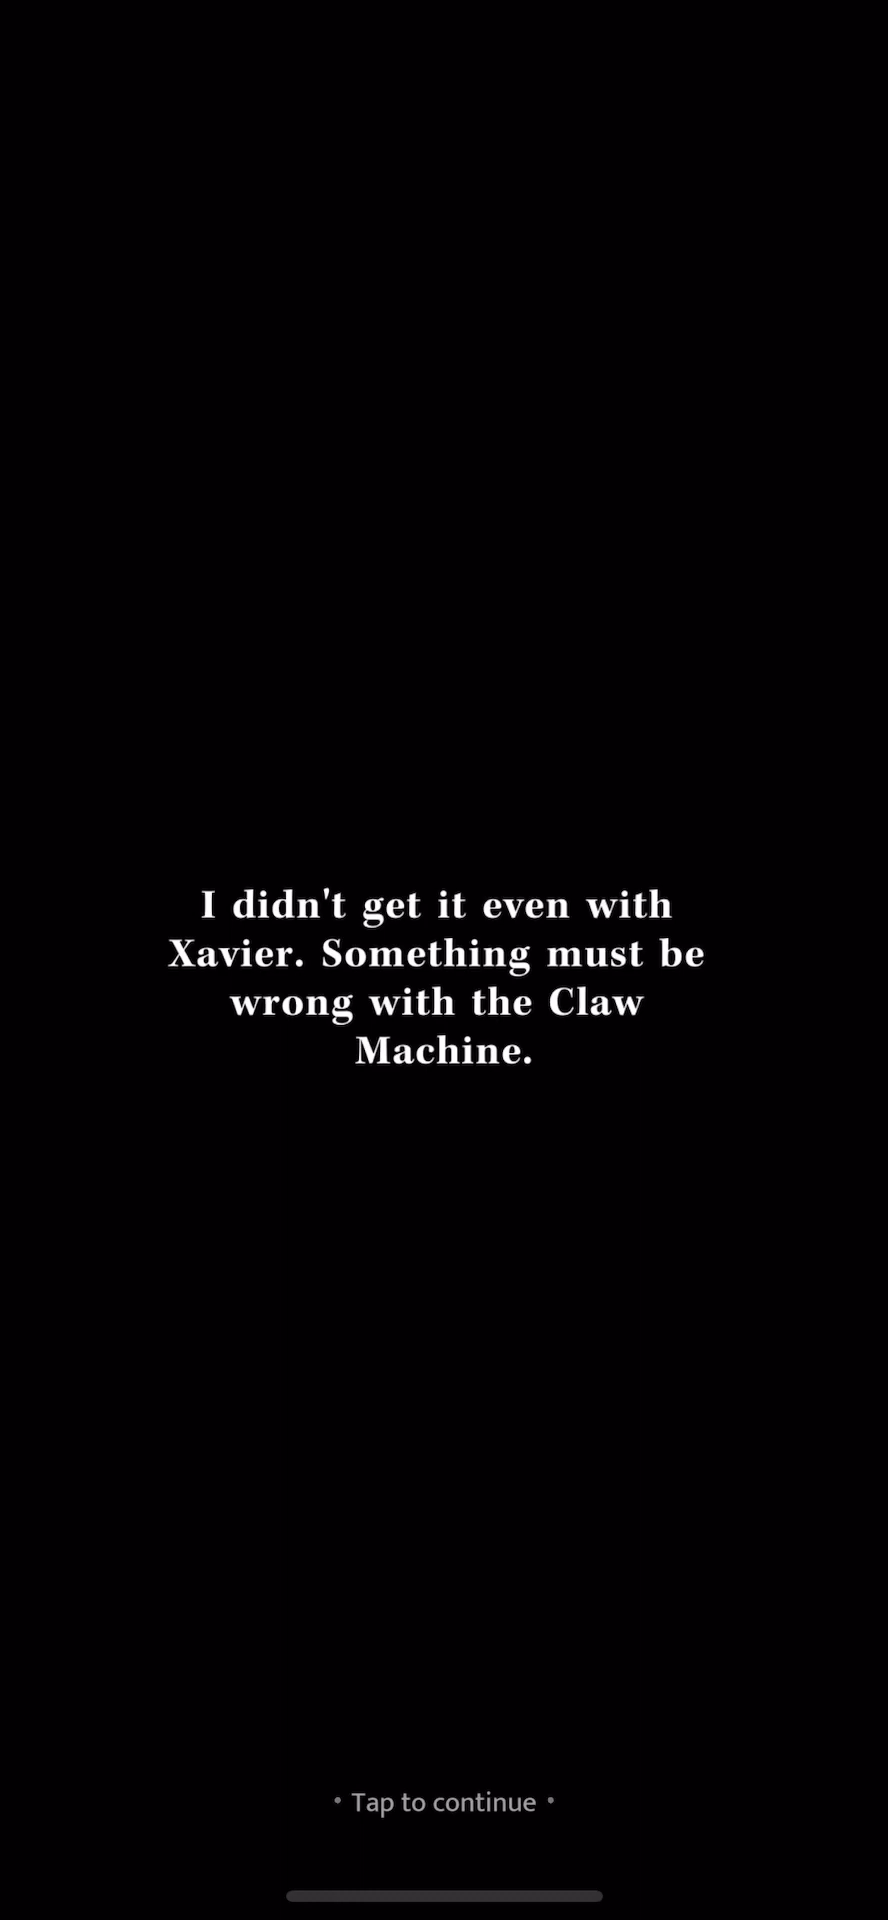 I didn't get it even with
Xavier. Something must be
wrong with the Claw
Machine.
• Tap to continue •